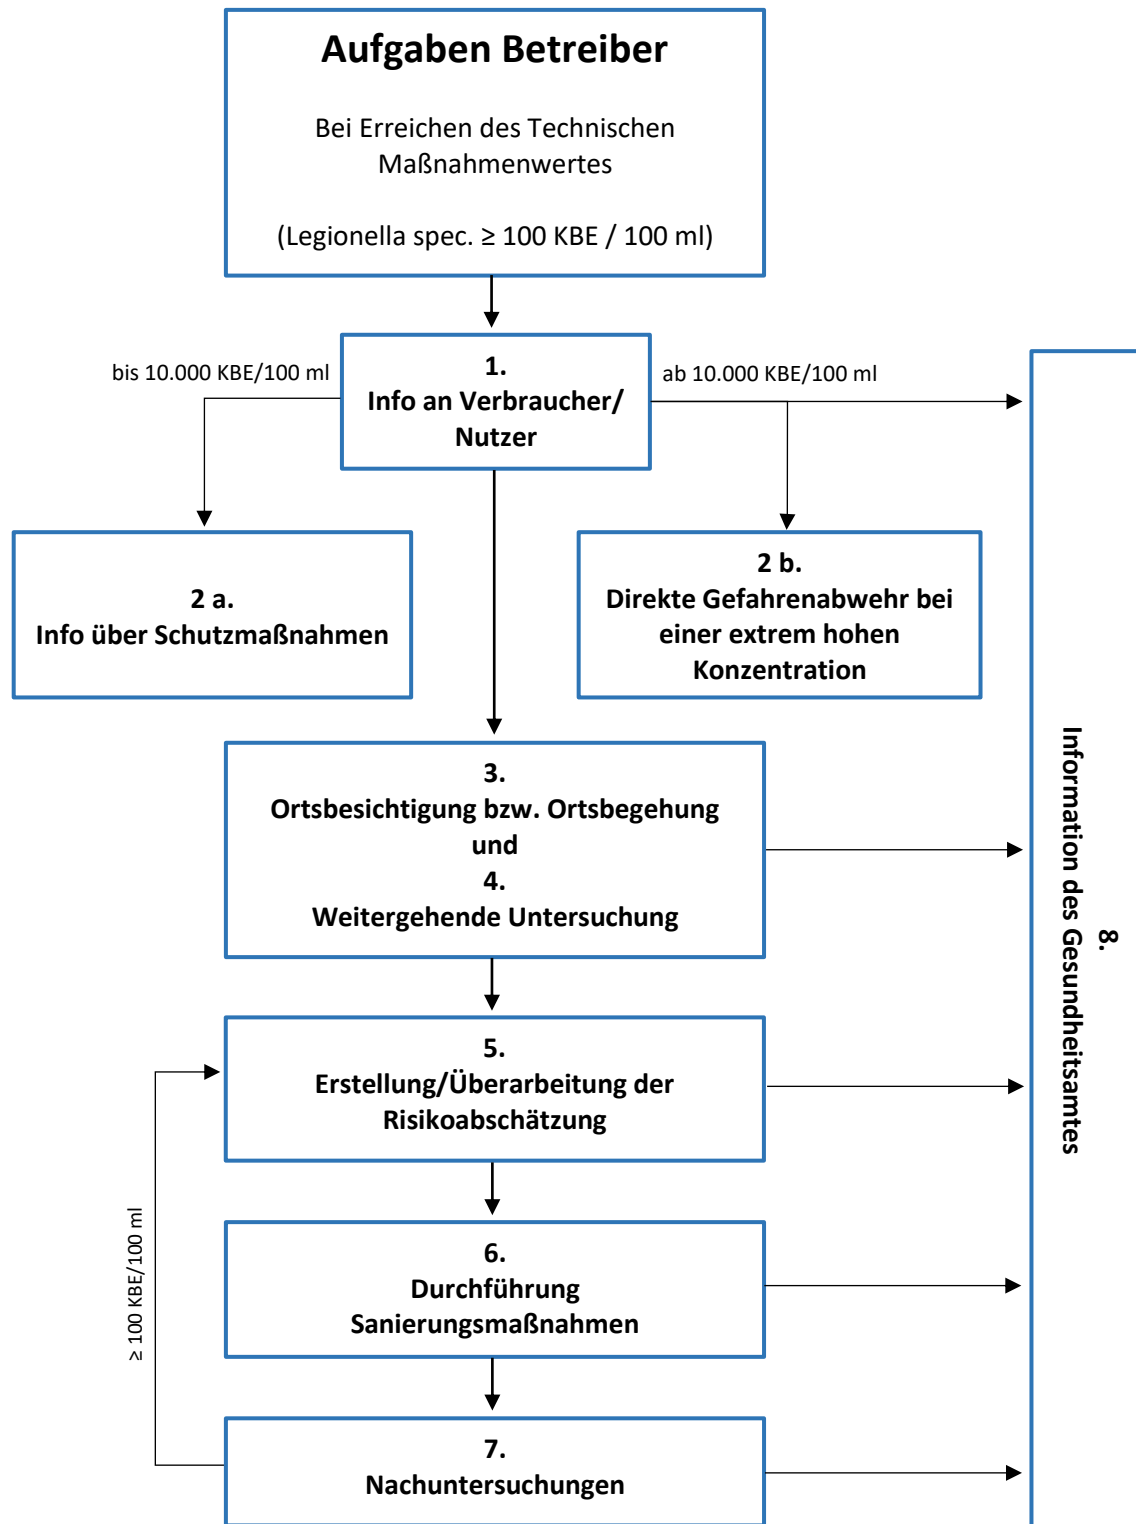 Aufgaben Betreiber
Bei Erreichen des Technischen
Maßnahmenwertes
(Legionella spec. ≥ 100 KBE / 100 ml)
bis 10.000 KBE/100 ml
1.
Info an Verbraucher/
Nutzer
ab 10.000 KBE/100 ml
2 a.
Info über Schutzmaßnahmen
2 b.
Direkte Gefahrenabwehr bei
einer extrem hohen
Konzentration
3.
Ortsbesichtigung bzw. Ortsbegehung
und
4.
Weitergehende Untersuchung
5.
Erstellung/Überarbeitung der
Risikoabschätzung
≥ 100 KBE/100 ml
6.
Durchführung
Sanierungsmaßnahmen
7.
Nachuntersuchungen
8.
Information des Gesundheitsamtes